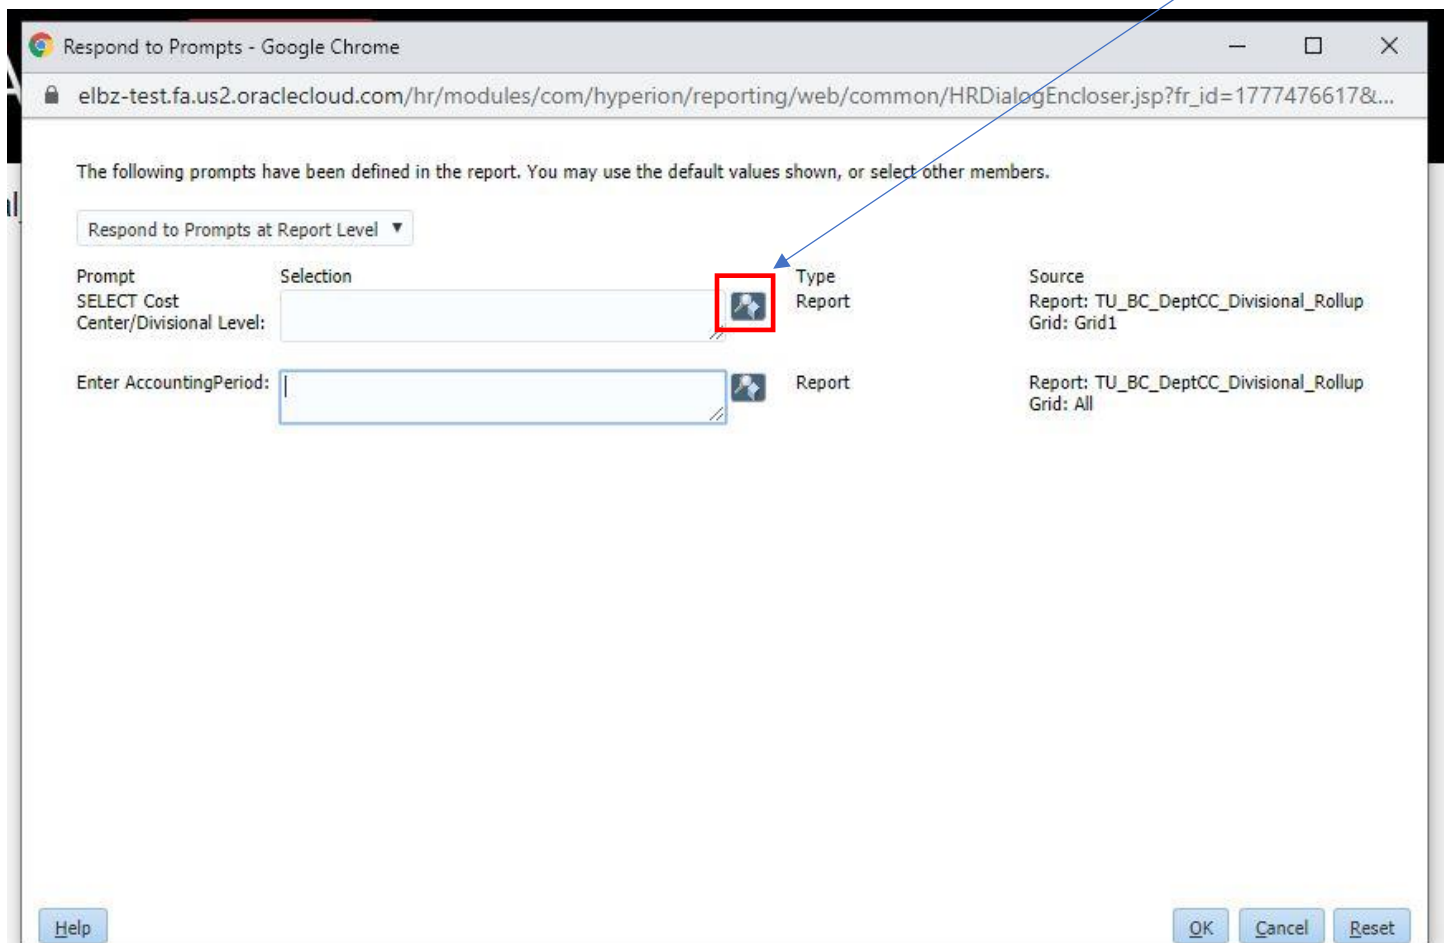 Respond to Prompts - Google Chrome
elbz-test.fa.us2.oraclecloud.com/hr/modules/com/hyperion/reporting/web/common/HRDialogEncloser.jsp?fr_id=1777476617&...
The following prompts have been defined in the report. You may use the default values shown, or select other members.
Respond to Prompts at Report Level
Prompt Selection Type Source
SELECT Cost Report Report: TU_BC_DeptCC_Divisional_Rollup
Center/Divisional Level: Grid: Grid1
Enter AccountingPeriod: Report Report: TU_BC_DeptCC_Divisional_Rollup
Grid: All
Help OK Cancel Reset